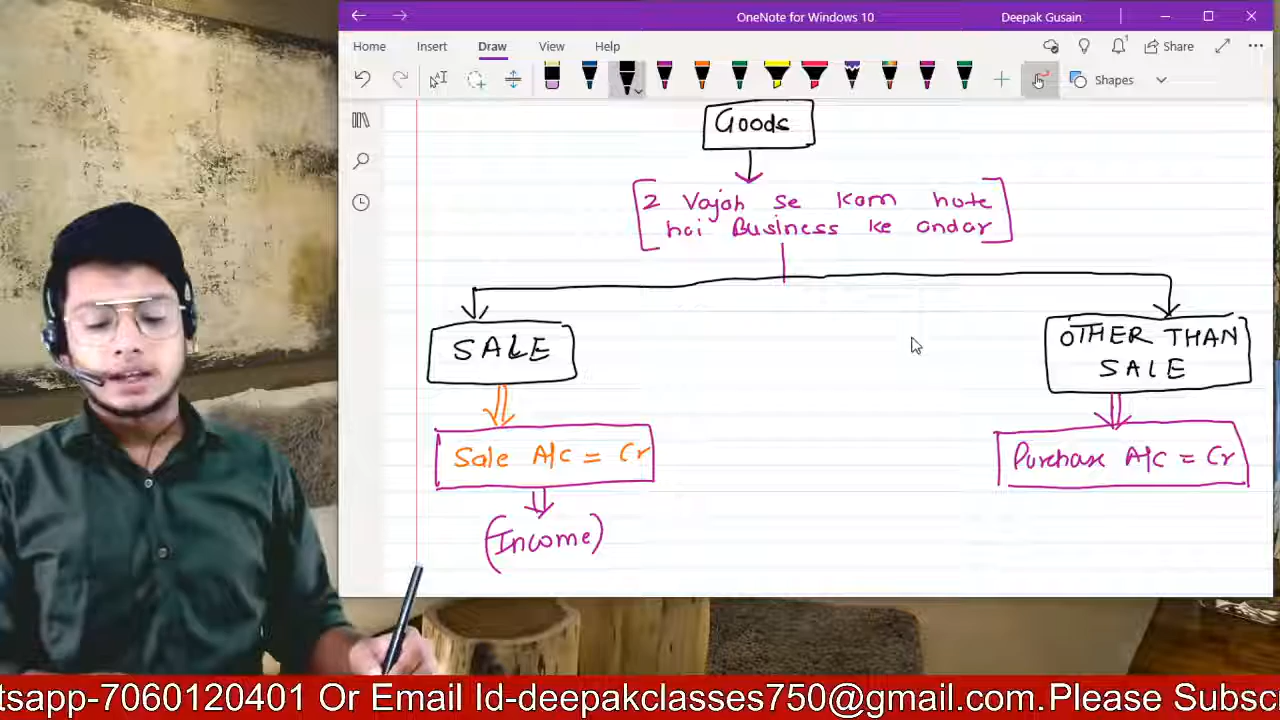 OneNote for Windows 10
Deepak Gusain
Home Insert Draw View Help
Share
Shapes
Goods
2 Vajah se Kam hote
hai Business ke andar
SALE
OTHER THAN
SALE
Sale A/C = Cr
Purchase A/C = Cr
(Income)
tsapp-7060120401 Or Email Id-deepakclasses750@gmail.com.Please Subsc